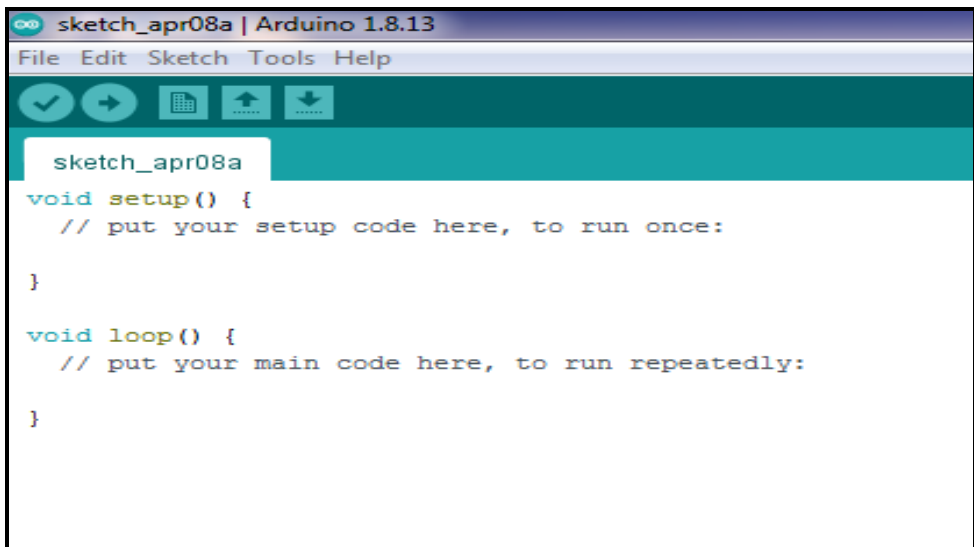 sketch_apr08a | Arduino 1.8.13
File Edit Sketch Tools Help
sketch_apr08a
void setup() {
  // put your setup code here, to run once:
}
void loop() {
  // put your main code here, to run repeatedly:
}